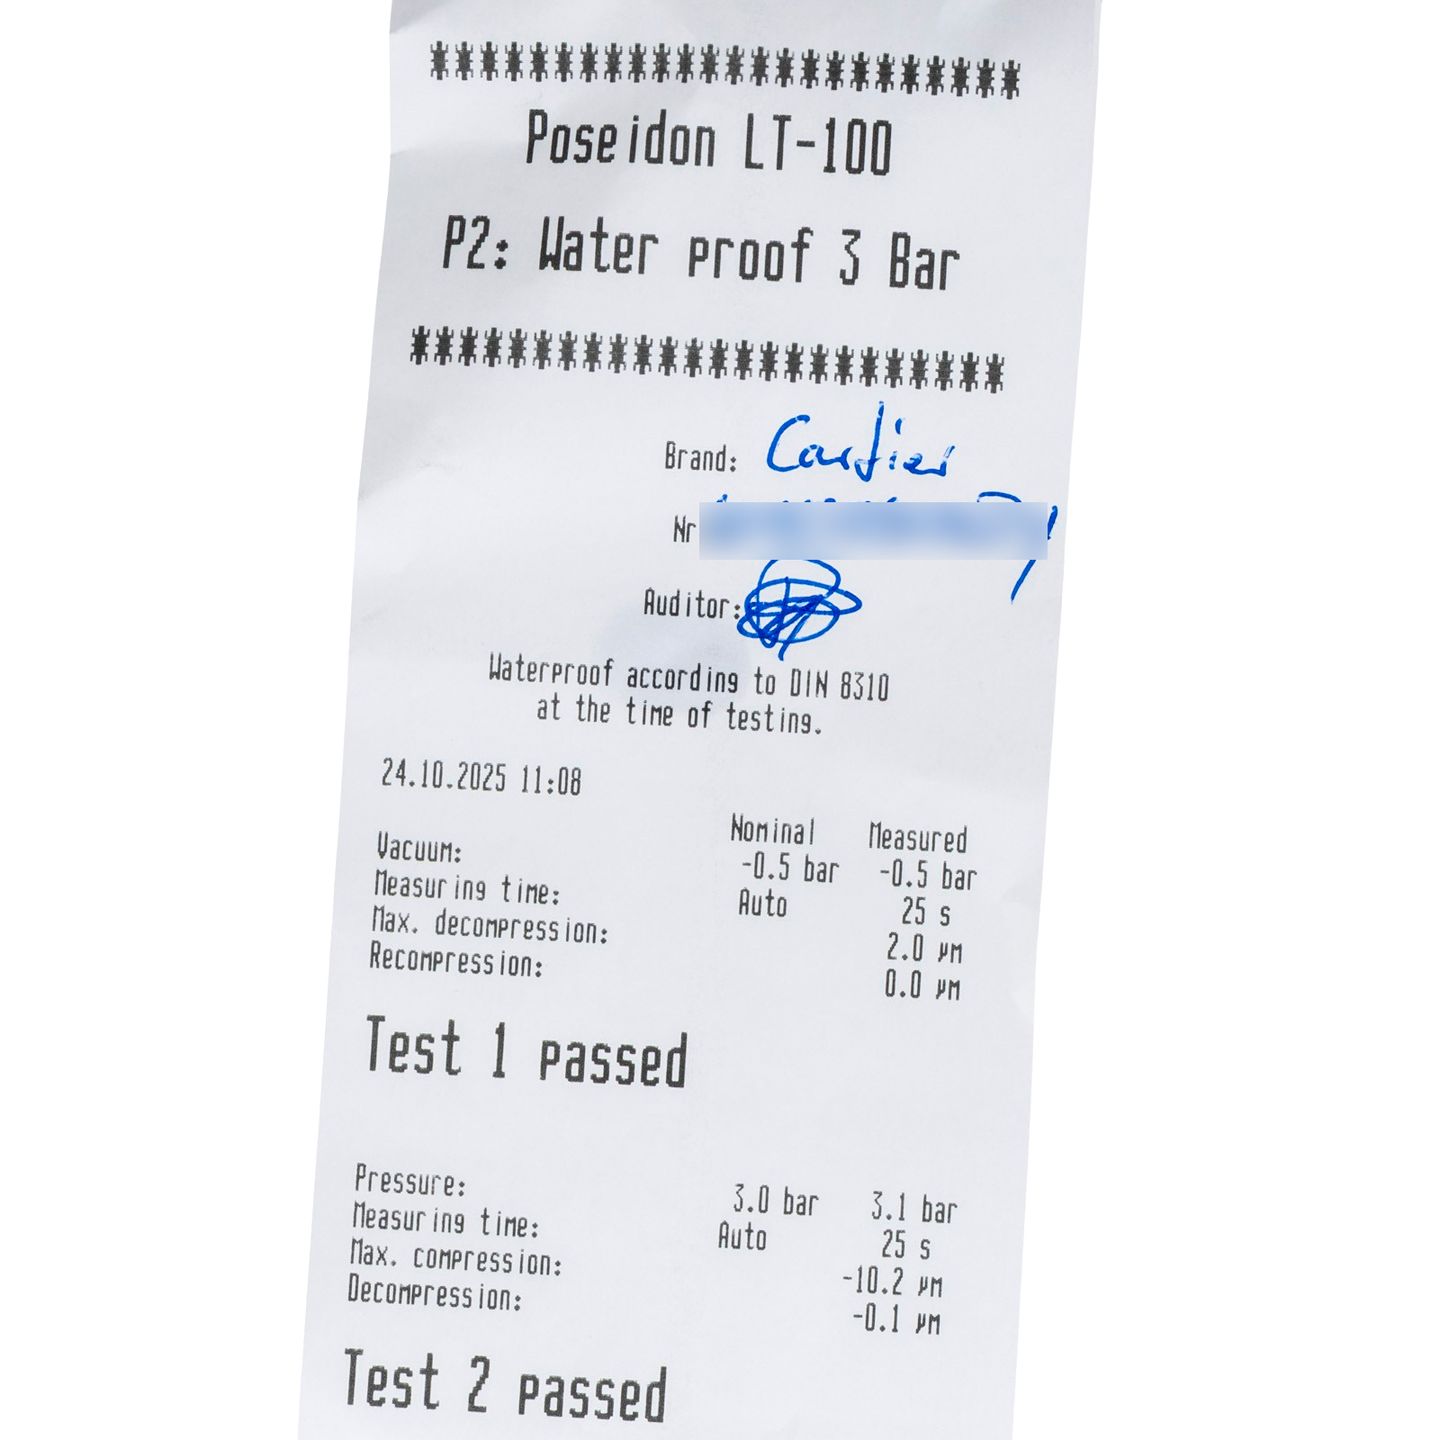 Poseidon LT-100
P2: Water proof 3 Bar
Brand: Cartier
Nr
Auditor:
Waterproof according to DIN 8310
at the time of testing.
24.10.2025 11:08
Nominal Measured
Vacuum: -0.5 bar -0.5 bar
Measuring time: Auto 25 s
Max. decompression: 2.0 µm
Recompression: 0.0 µm
Test 1 passed
Pressure: 3.0 bar 3.1 bar
Measuring time: Auto 25 s
Max. compression: -10.2 µm
Decompression: -0.1 µm
Test 2 passed